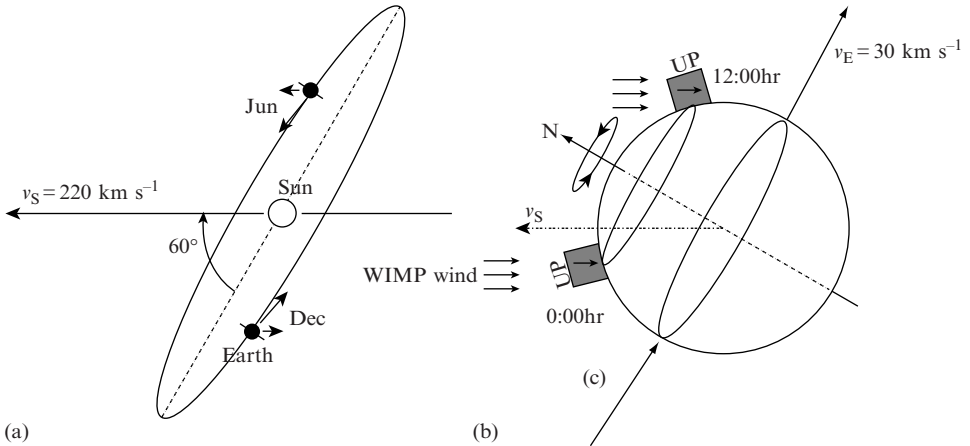 Jun
v_S = 220 km s⁻¹
Sun
60°
Dec
Earth
(a)
UP
12:00hr
v_E = 30 km s⁻¹
N
v_S
WIMP wind
UP
0:00hr
(c)
(b)